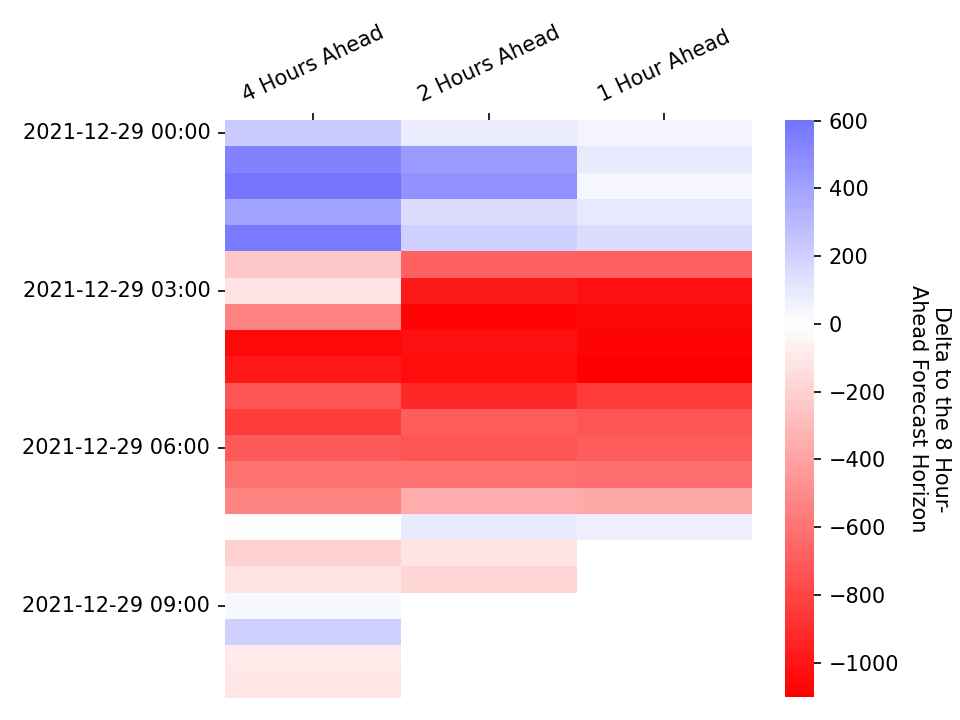 4 Hours Ahead
2 Hours Ahead
1 Hour Ahead
2021-12-29 00:00
2021-12-29 03:00
2021-12-29 06:00
2021-12-29 09:00
600
400
200
0
−200
−400
−600
−800
−1000
Delta to the 8 Hour-
Ahead Forecast Horizon